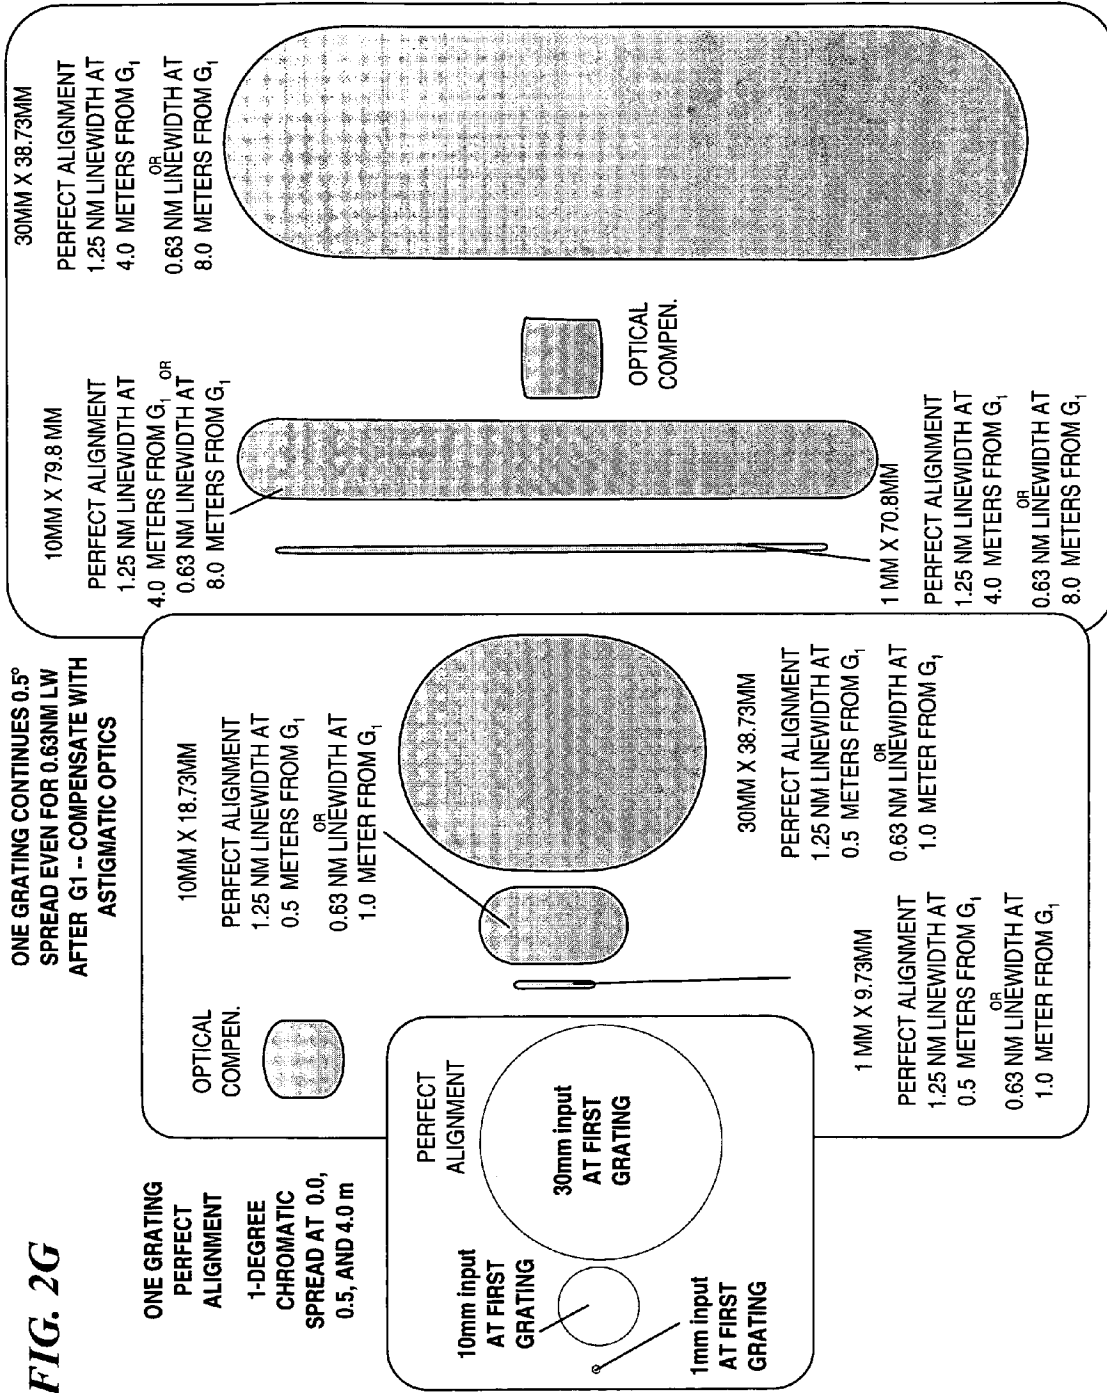 FIG. 2G
ONE GRATING
PERFECT
ALIGNMENT
1-DEGREE
CHROMATIC
SPREAD AT 0.0,
0.5, AND 4.0 m
PERFECT
ALIGNMENT
10mm input
AT FIRST
GRATING
30mm input
AT FIRST
GRATING
1mm input
AT FIRST
GRATING
ONE GRATING CONTINUES 0.5°
SPREAD EVEN FOR 0.63NM LW
AFTER G1 -- COMPENSATE WITH
ASTIGMATIC OPTICS
OPTICAL
COMPEN.
10MM X 18.73MM
PERFECT ALIGNMENT
1.25 NM LINEWIDTH AT
0.5 METERS FROM G₁
OR
0.63 NM LINEWIDTH AT
1.0 METER FROM G₁
1 MM X 9.73MM
PERFECT ALIGNMENT
1.25 NM LINEWIDTH AT
0.5 METERS FROM G₁
OR
0.63 NM LINEWIDTH AT
1.0 METER FROM G₁
30MM X 38.73MM
PERFECT ALIGNMENT
1.25 NM LINEWIDTH AT
0.5 METERS FROM G₁
OR
0.63 NM LINEWIDTH AT
1.0 METER FROM G₁
10MM X 79.8 MM
PERFECT ALIGNMENT
1.25 NM LINEWIDTH AT
4.0 METERS FROM G₁ OR
0.63 NM LINEWIDTH AT
8.0 METERS FROM G₁
30MM X 38.73MM
PERFECT ALIGNMENT
1.25 NM LINEWIDTH AT
4.0 METERS FROM G₁
OR
0.63 NM LINEWIDTH AT
8.0 METERS FROM G₁
OPTICAL
COMPEN.
1 MM X 70.8MM
PERFECT ALIGNMENT
1.25 NM LINEWIDTH AT
4.0 METERS FROM G₁
OR
0.63 NM LINEWIDTH AT
8.0 METERS FROM G₁